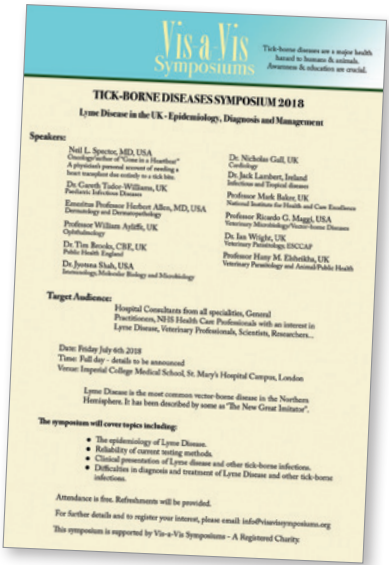 Vis-a-Vis
Symposiums
Tick-borne diseases are a major health
hazard to humans & animals.
Awareness & education are crucial.
TICK-BORNE DISEASES SYMPOSIUM 2018
Lyme Disease in the UK - Epidemiology, Diagnosis and Management
Speakers:
Neil L. Spector, MD, USA
Oncology/author of "Gone in a Heartbeat"
A physician's personal account of needing a
heart transplant due entirely to a tick bite.
Dr. Gareth Tudor-Williams, UK
Paediatric Infectious Diseases
Emeritus Professor Herbert Allen, MD, USA
Dermatology and Dermatopathology
Professor William Ayliffe, UK
Ophthalmology
Dr. Tim Brooks, CBE, UK
Public Health England
Dr. Jyotsna Shah, USA
Immunology, Molecular Biology and Microbiology
Dr. Nicholas Gall, UK
Cardiology
Dr. Jack Lambert, Ireland
Infectious and Tropical diseases
Professor Mark Baker, UK
National Institute for Health and Care Excellence
Professor Ricardo G. Maggi, USA
Veterinary Microbiology/Vector-borne Diseases
Dr. Ian Wright, UK
Veterinary Parasitology, ESCCAP
Professor Hany M. Elsheikha, UK
Veterinary Parasitology and Animal/Public Health
Target Audience:
Hospital Consultants from all specialities, General
Practitioners, NHS Health Care Professionals with an interest in
Lyme Disease, Veterinary Professionals, Scientists, Researchers...
Date: Friday July 6th 2018
Time: Full day - details to be announced
Venue: Imperial College Medical School, St. Mary's Hospital Campus, London
Lyme Disease is the most common vector-borne disease in the Northern
Hemisphere. It has been described by some as "The New Great Imitator".
The symposium will cover topics including:
● The epidemiology of Lyme Disease.
● Reliability of current testing methods.
● Clinical presentation of Lyme disease and other tick-borne infections.
● Difficulties in diagnosis and treatment of Lyme Disease and other tick-borne
infections.
Attendance is free. Refreshments will be provided.
For further details and to register your interest, please email: info@visavissymposiums.org
This symposium is supported by Vis-a-Vis Symposiums - A Registered Charity.